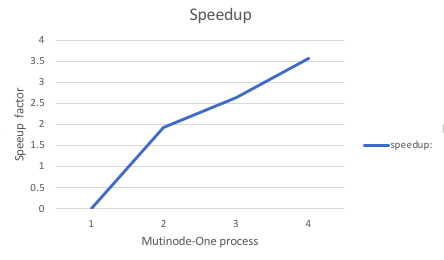 Speedup
4
3.5
3
2.5
2
1.5
1
0.5
0
Speeup factor
1 2 3 4
Mutinode-One process
speedup: